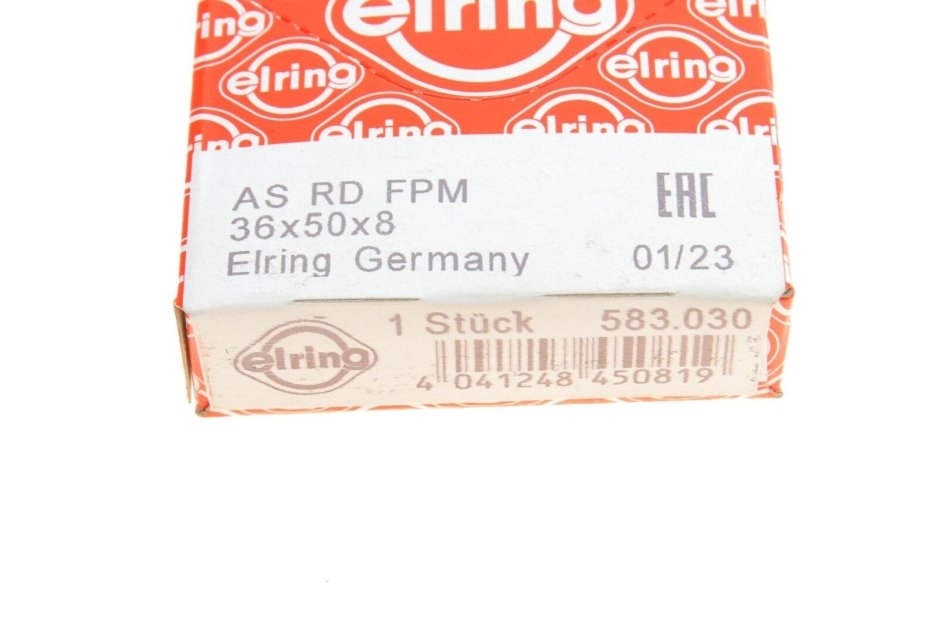 elring
elring elring
elring elring
AS RD FPM EAC
36x50x8
Elring Germany 01/23
1 Stück 583.030
elring
4 041248 450819